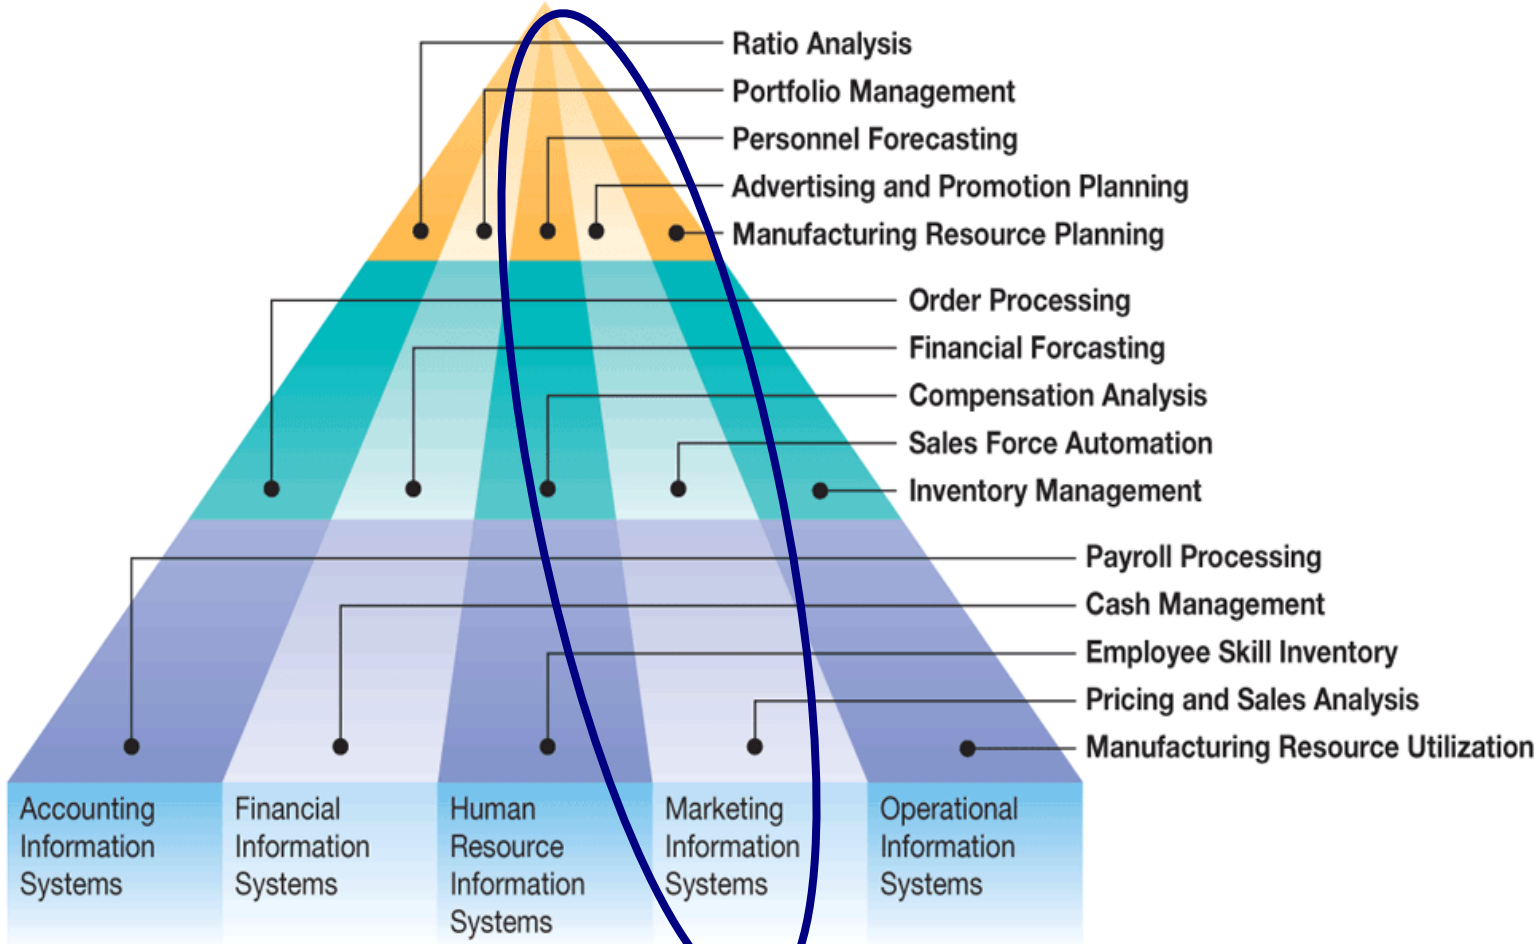 Ratio Analysis
Portfolio Management
Personnel Forecasting
Advertising and Promotion Planning
Manufacturing Resource Planning
Order Processing
Financial Forcasting
Compensation Analysis
Sales Force Automation
Inventory Management
Payroll Processing
Cash Management
Employee Skill Inventory
Pricing and Sales Analysis
Manufacturing Resource Utilization
Accounting
Information
Systems
Financial
Information
Systems
Human
Resource
Information
Systems
Marketing
Information
Systems
Operational
Information
Systems